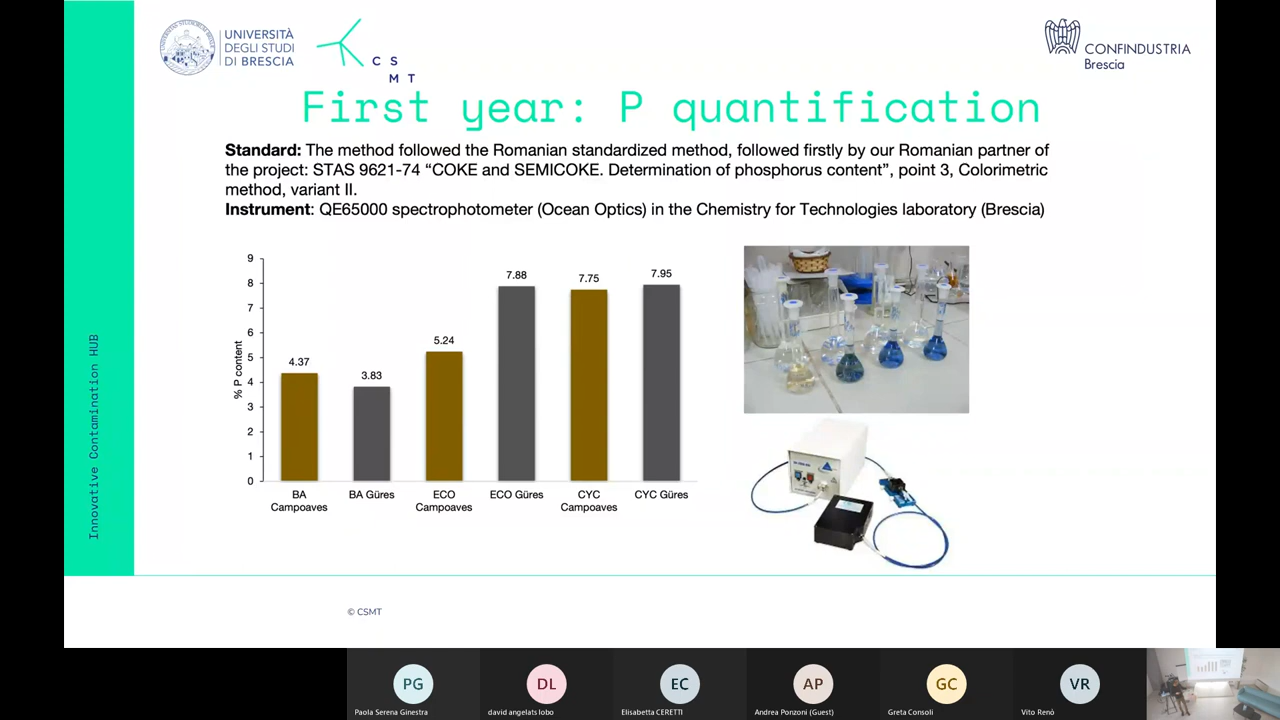 UNIVERSITÀ
DEGLI STUDI
DI BRESCIA
C S
M T
CONFINDUSTRIA
Brescia
First year: P quantification
Standard: The method followed the Romanian standardized method, followed firstly by our Romanian partner of
the project: STAS 9621-74 “COKE and SEMICOKE. Determination of phosphorus content”, point 3, Colorimetric
method, variant II.
Instrument: QE65000 spectrophotometer (Ocean Optics) in the Chemistry for Technologies laboratory (Brescia)
Innovative Contamination HUB
% P content
9
8
7
6
5
4
3
2
1
0
4.37
3.83
5.24
7.88
7.75
7.95
BA
Campoaves
BA Güres
ECO
Campoaves
ECO Güres
CYC
Campoaves
CYC Güres
© CSMT
PG
DL
EC
AP
GC
VR
Paola Serena Ginestra
david angelats lobo
Elisabetta CERETTI
Andrea Ponzoni (Guest)
Greta Consoli
Vito Renò